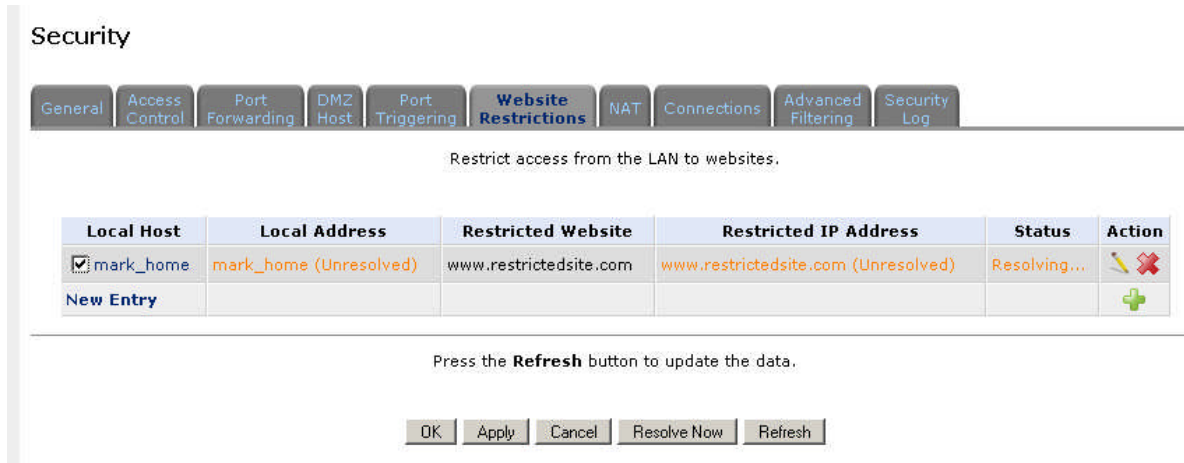 Security
General
Access
Control
Port
Forwarding
DMZ
Host
Port
Triggering
Website
Restrictions
NAT
Connections
Advanced
Filtering
Security
Log
Restrict access from the LAN to websites.
Local Host Local Address Restricted Website Restricted IP Address Status Action
mark_home mark_home (Unresolved) www.restrictedsite.com www.restrictedsite.com (Unresolved) Resolving...
New Entry
Press the Refresh button to update the data.
OK Apply Cancel Resolve Now Refresh